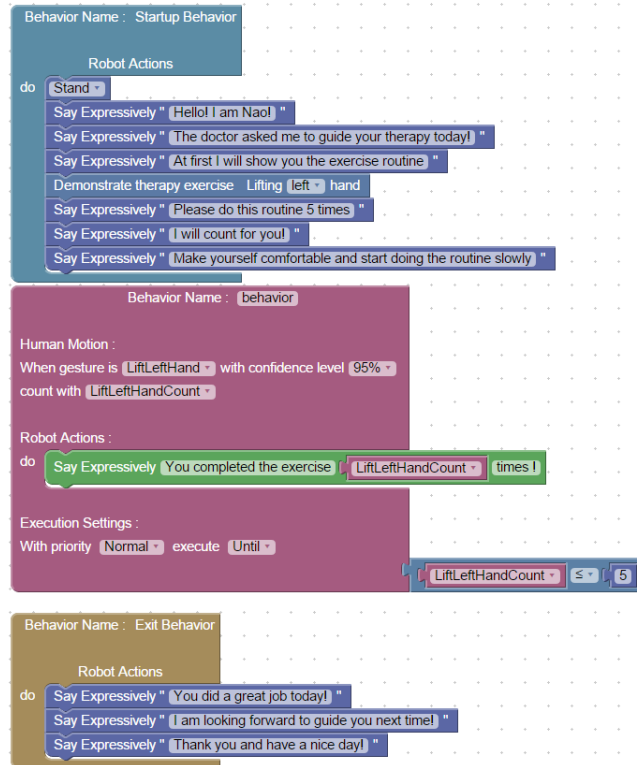 Behavior Name : Startup Behavior
Robot Actions
do Stand
Say Expressively " Hello! I am Nao! "
Say Expressively " The doctor asked me to guide your therapy today! "
Say Expressively " At first I will show you the exercise routine "
Demonstrate therapy exercise Lifting left hand
Say Expressively " Please do this routine 5 times "
Say Expressively " I will count for you! "
Say Expressively " Make yourself comfortable and start doing the routine slowly "
Behavior Name : behavior
Human Motion :
When gesture is LiftLeftHand with confidence level 95%
count with LiftLeftHandCount
Robot Actions :
do Say Expressively You completed the exercise LiftLeftHandCount times !
Execution Settings :
With priority Normal execute Until
LiftLeftHandCount ≤ 5
Behavior Name : Exit Behavior
Robot Actions
do Say Expressively " You did a great job today! "
Say Expressively " I am looking forward to guide you next time! "
Say Expressively " Thank you and have a nice day! "